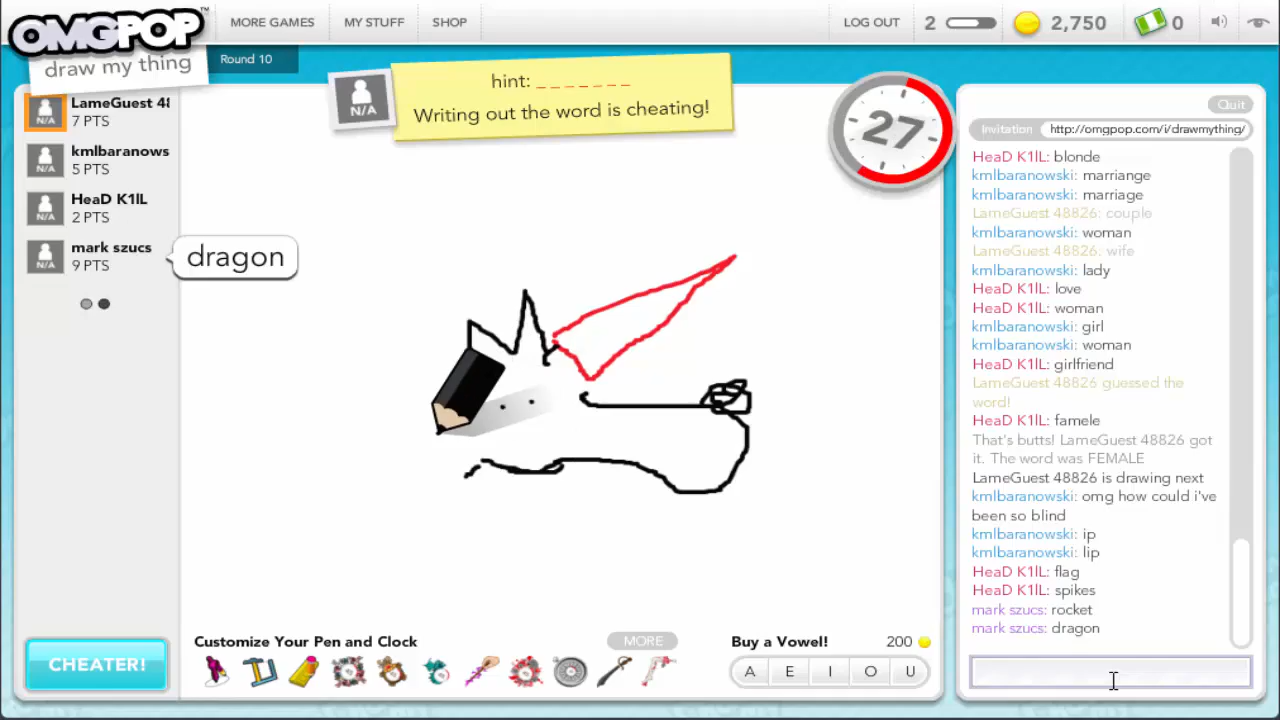 OMGPOP™
MORE GAMES
MY STUFF
SHOP
LOG OUT
2
2,750
0
draw my thing
Round 10
hint: _ _ _ _ _ _ _
Writing out the word is cheating!
27
N/A
N/A
LameGuest 48
7 PTS
N/A
kmlbaranows
5 PTS
N/A
HeaD K1lL
2 PTS
N/A
mark szucs
9 PTS
dragon
Quit
Invitation
http://omgpop.com/i/drawmything/
HeaD K1lL: blonde
kmlbaranowski: marriange
kmlbaranowski: marriage
LameGuest 48826: couple
kmlbaranowski: woman
LameGuest 48826: wife
kmlbaranowski: lady
HeaD K1lL: love
HeaD K1lL: woman
kmlbaranowski: girl
kmlbaranowski: woman
HeaD K1lL: girlfriend
LameGuest 48826 guessed the
word!
HeaD K1lL: famele
That's butts! LameGuest 48826 got
it. The word was FEMALE
LameGuest 48826 is drawing next
kmlbaranowski: omg how could i've
been so blind
kmlbaranowski: ip
kmlbaranowski: lip
HeaD K1lL: flag
HeaD K1lL: spikes
mark szucs: rocket
mark szucs: dragon
CHEATER!
Customize Your Pen and Clock
MORE
Buy a Vowel!
200
A E I O U